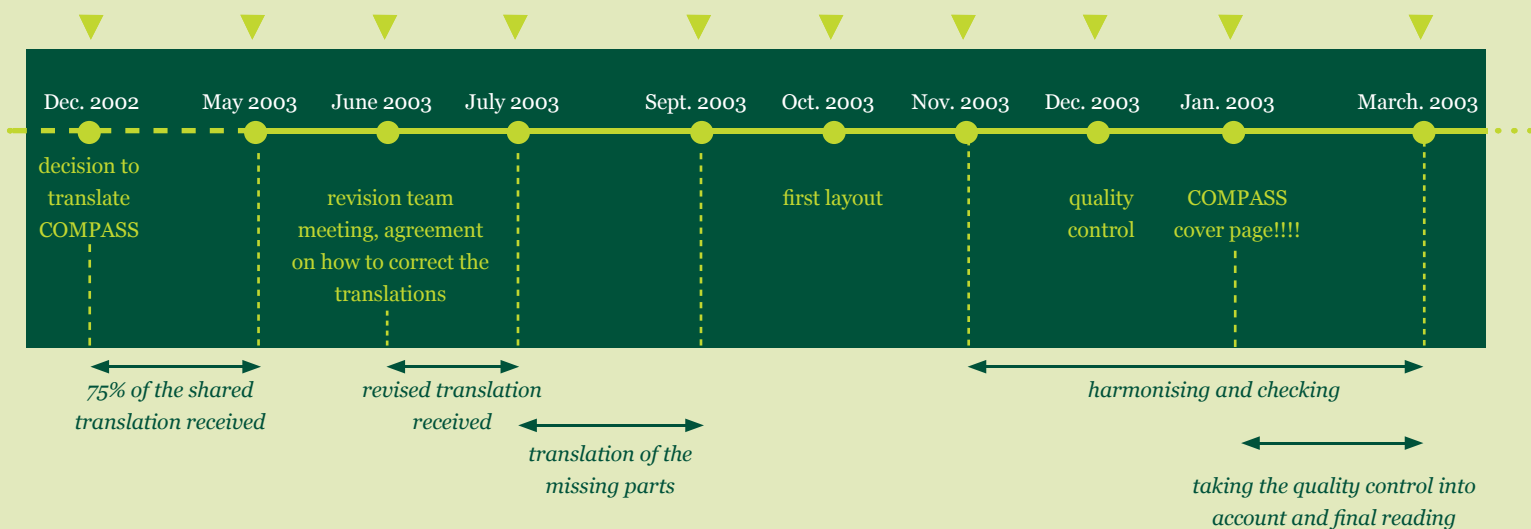 Dec. 2002
May 2003
June 2003
July 2003
Sept. 2003
Oct. 2003
Nov. 2003
Dec. 2003
Jan. 2003
March. 2003
decision to
translate
COMPASS
revision team
meeting, agreement
on how to correct the
translations
first layout
quality
control
COMPASS
cover page!!!!
75% of the shared
translation received
revised translation
received
translation of the
missing parts
harmonising and checking
taking the quality control into
account and final reading